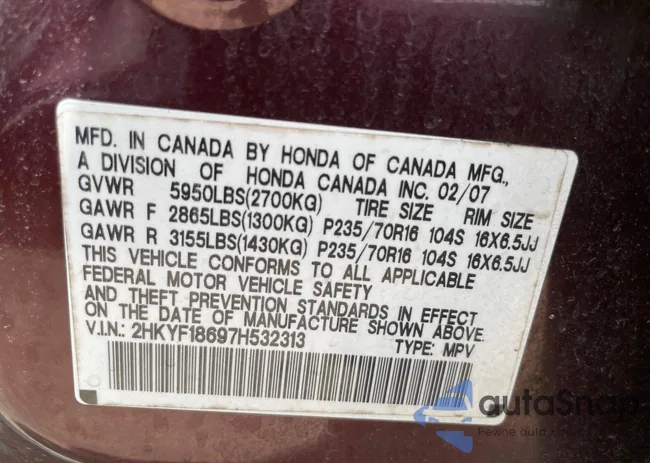 MFD. IN CANADA BY HONDA OF CANADA MFG.,
A DIVISION OF HONDA CANADA INC. 02/07
GVWR 5950LBS(2700KG) TIRE SIZE RIM SIZE
GAWR F 2865LBS(1300KG) P235/70R16 104S 16X6.5JJ
GAWR R 3155LBS(1430KG) P235/70R16 104S 16X6.5JJ
THIS VEHICLE CONFORMS TO ALL APPLICABLE
FEDERAL MOTOR VEHICLE SAFETY
AND THEFT PREVENTION STANDARDS IN EFFECT
ON THE DATE OF MANUFACTURE SHOWN ABOVE.
V.I.N.: 2HKYF18697H532313 TYPE: MPV
autaSnap
Pewne auta